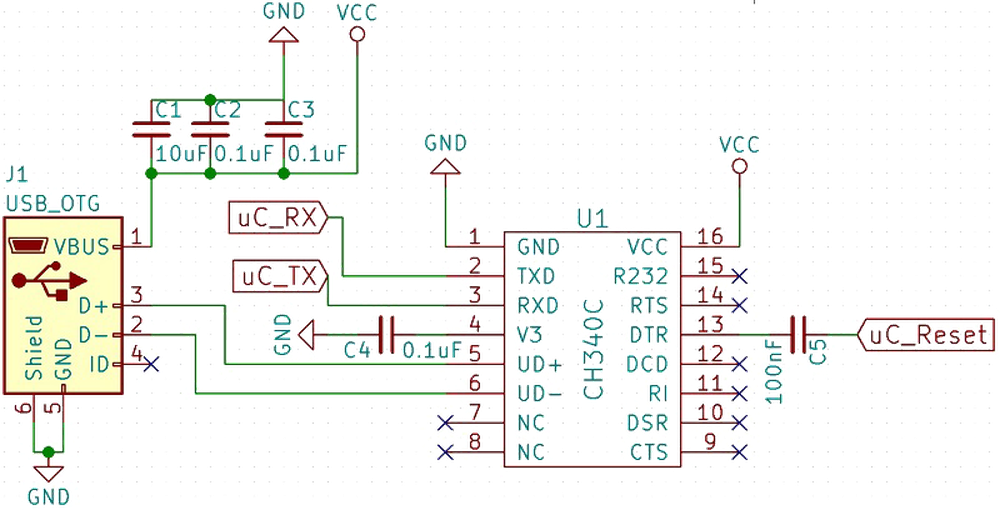 GND VCC
C1 C2 C3
10uF 0.1uF 0.1uF
J1
USB_OTG
VBUS 1
D+ 3
D- 2
ID 4
Shield GND
6 5
GND
uC_RX
uC_TX
GND
GND C4 0.1uF
U1
CH340C
1 GND
2 TXD
3 RXD
4 V3
5 UD+
6 UD-
7 NC
8 NC
VCC
VCC 16
R232 15
RTS 14
DTR 13
DCD 12
RI 11
DSR 10
CTS 9
100nF C5
uC_Reset